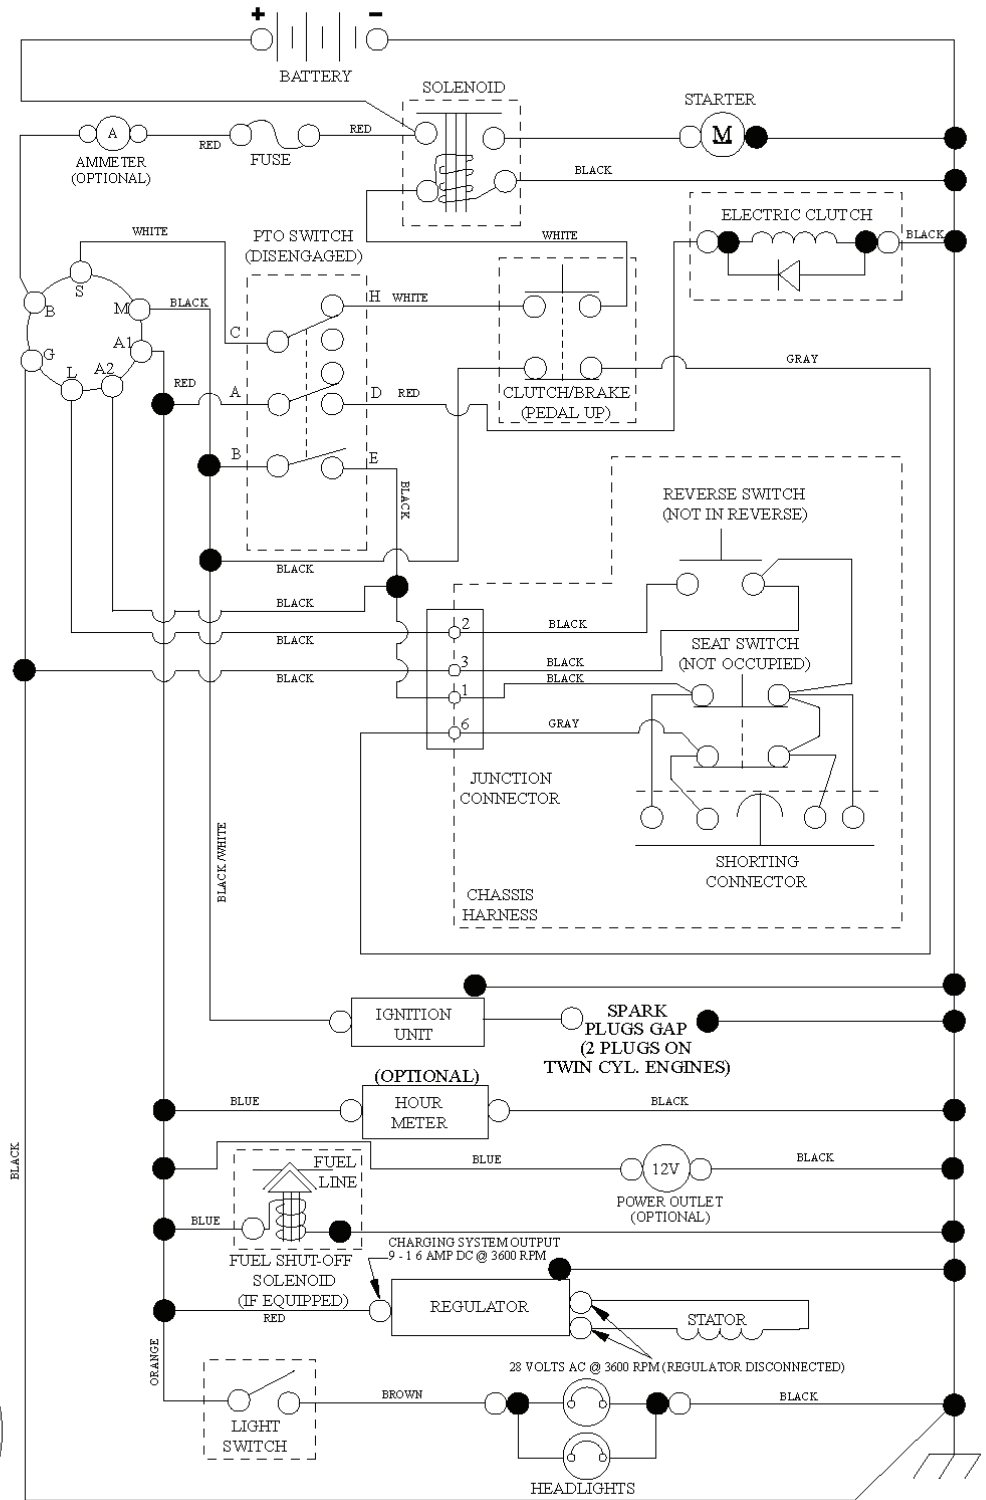 +
-
BATTERY
SOLENOID
STARTER
A
RED
FUSE
RED
M
AMMETER
(OPTIONAL)
BLACK
ELECTRIC CLUTCH
WHITE
PTO SWITCH
(DISENGAGED)
WHITE
BLACK
S
B
M
BLACK
H
WHITE
C
G
A1
L
A2
GRAY
RED
A
D
RED
CLUTCH/BRAKE
(PEDAL UP)
B
E
BLACK
REVERSE SWITCH
(NOT IN REVERSE)
BLACK
BLACK
2
BLACK
BLACK
SEAT SWITCH
(NOT OCCUPIED)
3
BLACK
BLACK
BLACK
1
6
GRAY
JUNCTION
CONNECTOR
BLACK/WHITE
SHORTING
CONNECTOR
CHASSIS
HARNESS
IGNITION
UNIT
SPARK
PLUGS GAP
(2 PLUGS ON
TWIN CYL. ENGINES)
(OPTIONAL)
BLUE
HOUR
METER
BLACK
BLACK
FUEL
LINE
BLUE
12V
BLACK
POWER OUTLET
(OPTIONAL)
BLUE
CHARGING SYSTEM OUTPUT
9 - 1 6 AMP DC @ 3600 RPM
FUEL SHUT-OFF
SOLENOID
(IF EQUIPPED)
RED
REGULATOR
STATOR
ORANGE
28 VOLTS AC @ 3600 RPM (REGULATOR DISCONNECTED)
BROWN
BLACK
LIGHT
SWITCH
HEADLIGHTS